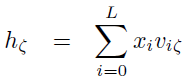 h_ζ = \sum_{i=0}^{L} x_i v_{iζ}